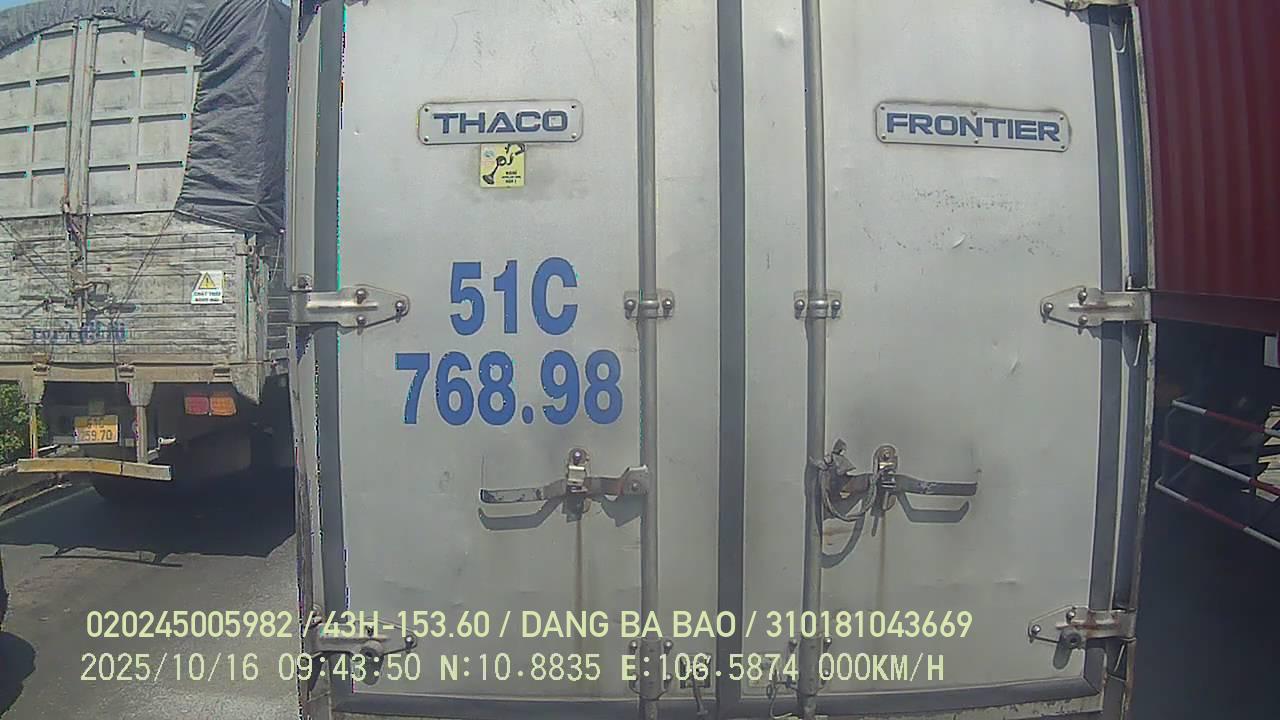 THACO
FRONTIER
51C
768.98
020245005982 / 43H-153.60 / DANG BA BAO / 310181043669
2025/10/16 09:43:50 N:10.8835 E:106.5874 000KM/H